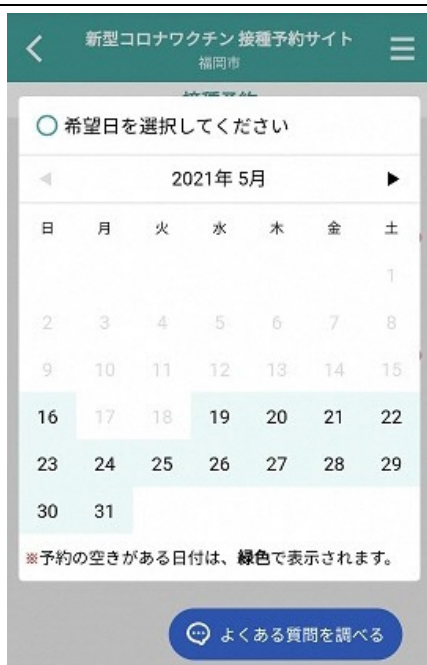 新型コロナワクチン 接種予約サイト
福岡市
接種予約
希望日を選択してください
2021年 5月
日 月 火 水 木 金 土
1
2 3 4 5 6 7 8
9 10 11 12 13 14 15
16 17 18 19 20 21 22
23 24 25 26 27 28 29
30 31
※予約の空きがある日付は、緑色で表示されます。
よくある質問を調べる